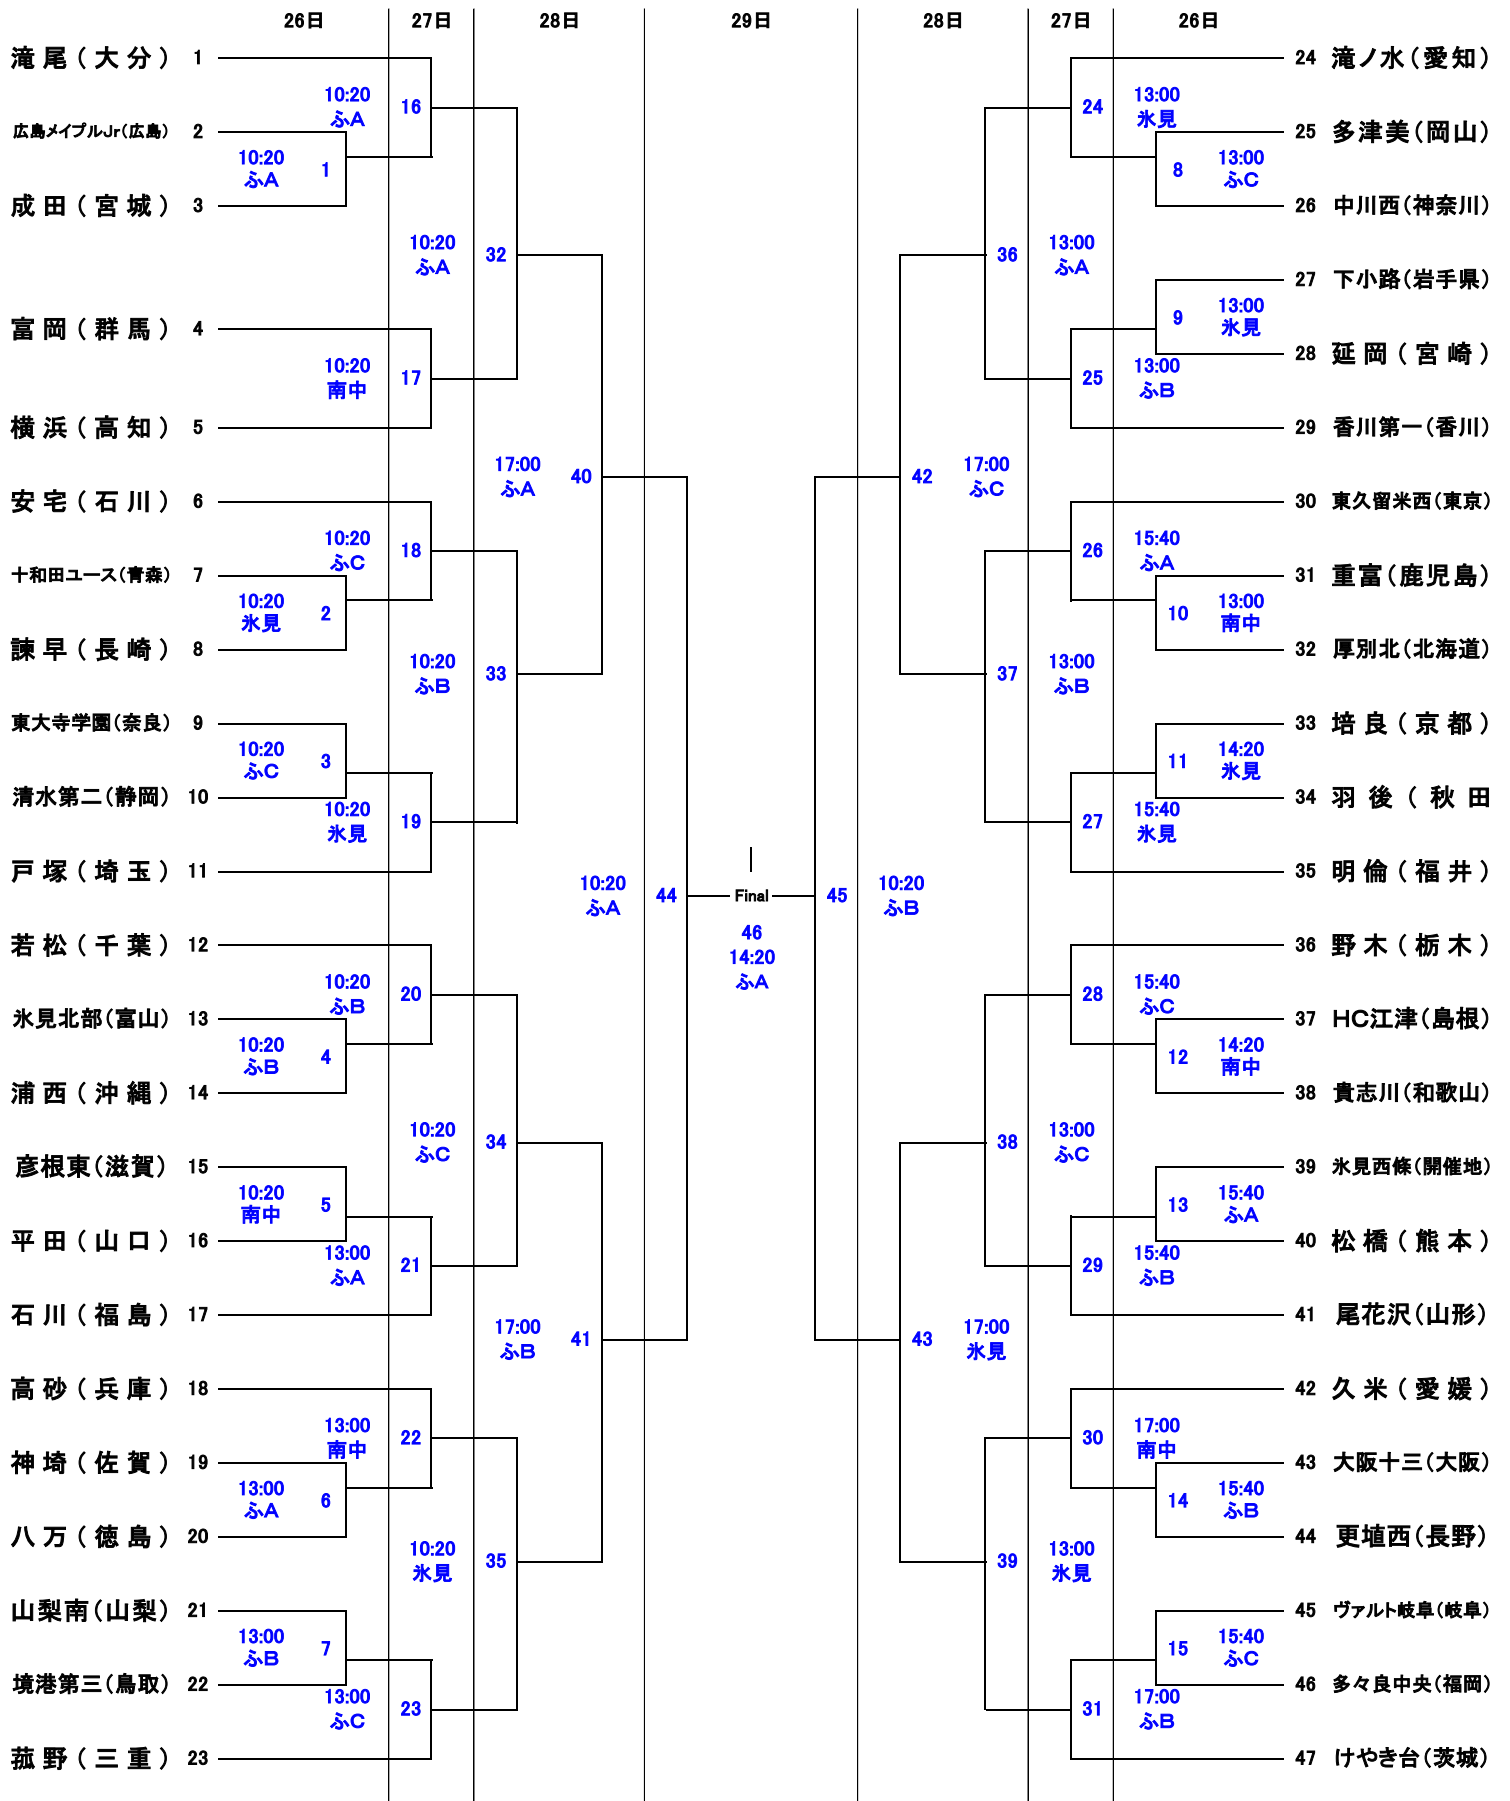 26日 27日 28日 29日 28日 27日 26日
滝尾(大分) 1
10:20
ふA
16
広島メイプルJr(広島) 2
10:20
ふA
1
成田(宮城) 3
10:20
ふA
32
富岡(群馬) 4
10:20
南中
17
横浜(高知) 5
17:00
ふA
40
安宅(石川) 6
10:20
ふC
18
十和田ユース(青森) 7
10:20
氷見
2
諫早(長崎) 8
10:20
ふB
33
東大寺学園(奈良) 9
10:20
ふC
3
清水第二(静岡) 10
10:20
氷見
19
戸塚(埼玉) 11
10:20
ふA
44
若松(千葉) 12
10:20
ふB
20
氷見北部(富山) 13
10:20
ふB
4
浦西(沖縄) 14
10:20
ふC
34
彦根東(滋賀) 15
10:20
南中
5
平田(山口) 16
13:00
ふA
21
石川(福島) 17
17:00
ふB
41
高砂(兵庫) 18
13:00
南中
22
神埼(佐賀) 19
13:00
ふA
6
八万(徳島) 20
10:20
氷見
35
山梨南(山梨) 21
13:00
ふB
7
境港第三(鳥取) 22
13:00
ふC
23
菰野(三重) 23
Final
46
14:20
ふA
24 滝ノ水(愛知)
24
13:00
氷見
25 多津美(岡山)
8
13:00
ふC
26 中川西(神奈川)
36
13:00
ふA
27 下小路(岩手県)
9
13:00
氷見
28 延岡(宮崎)
25
13:00
ふB
29 香川第一(香川)
42
17:00
ふC
30 東久留米西(東京)
26
15:40
ふA
31 重富(鹿児島)
10
13:00
南中
32 厚別北(北海道)
37
13:00
ふB
33 培良(京都)
11
14:20
氷見
34 羽後(秋田
27
15:40
氷見
35 明倫(福井)
45
10:20
ふB
36 野木(栃木)
28
15:40
ふC
37 HC江津(島根)
12
14:20
南中
38 貴志川(和歌山)
38
13:00
ふC
39 氷見西條(開催地)
13
15:40
ふA
40 松橋(熊本)
29
15:40
ふB
41 尾花沢(山形)
43
17:00
氷見
42 久米(愛媛)
30
17:00
南中
43 大阪十三(大阪)
14
15:40
ふB
44 更埴西(長野)
39
13:00
氷見
45 ヴァルト岐阜(岐阜)
15
15:40
ふC
46 多々良中央(福岡)
31
17:00
ふB
47 けやき台(茨城)